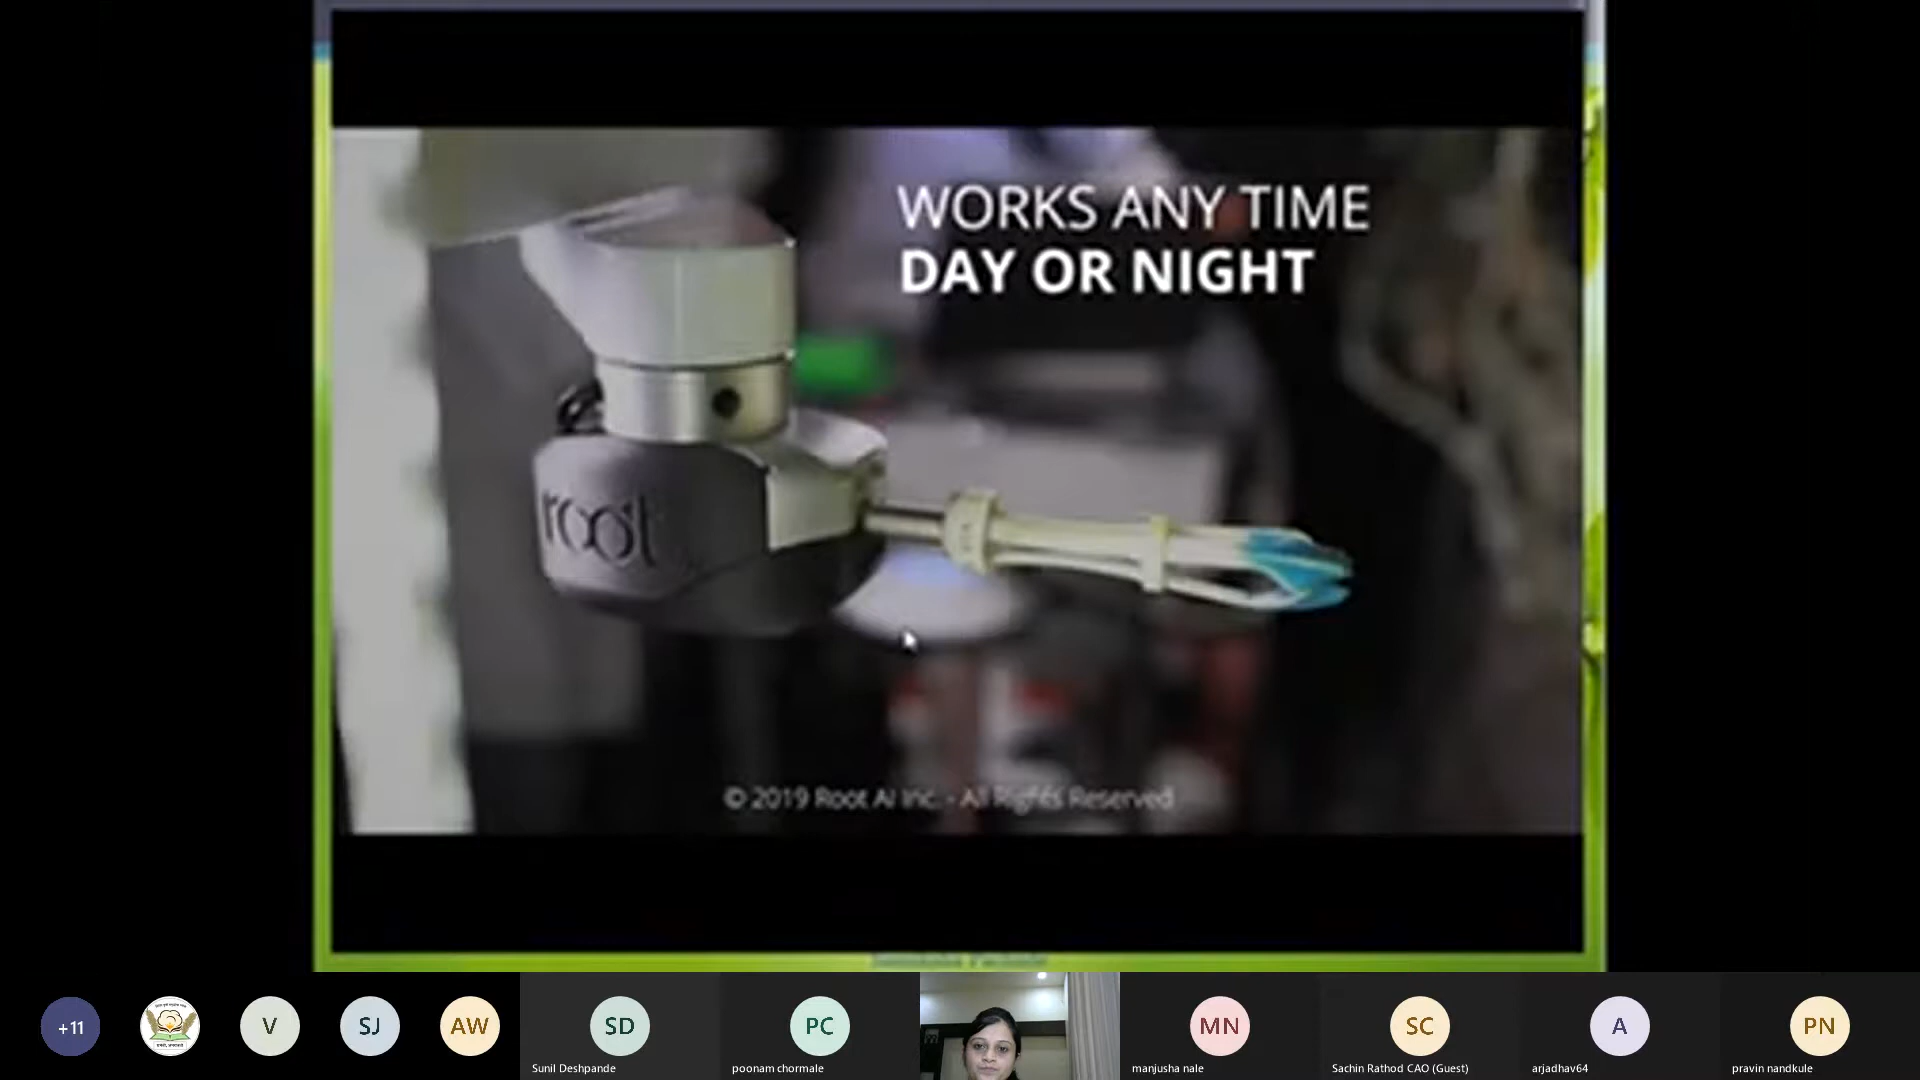 WORKS ANY TIME
DAY OR NIGHT
root
© 2019 Root AI Inc. - All Rights Reserved
+11
V
SJ
AW
SD
PC
MN
SC
A
PN
Sunil Deshpande
poonam chormale
manjusha nale
Sachin Rathod CAO (Guest)
arjadhav64
pravin nandkule